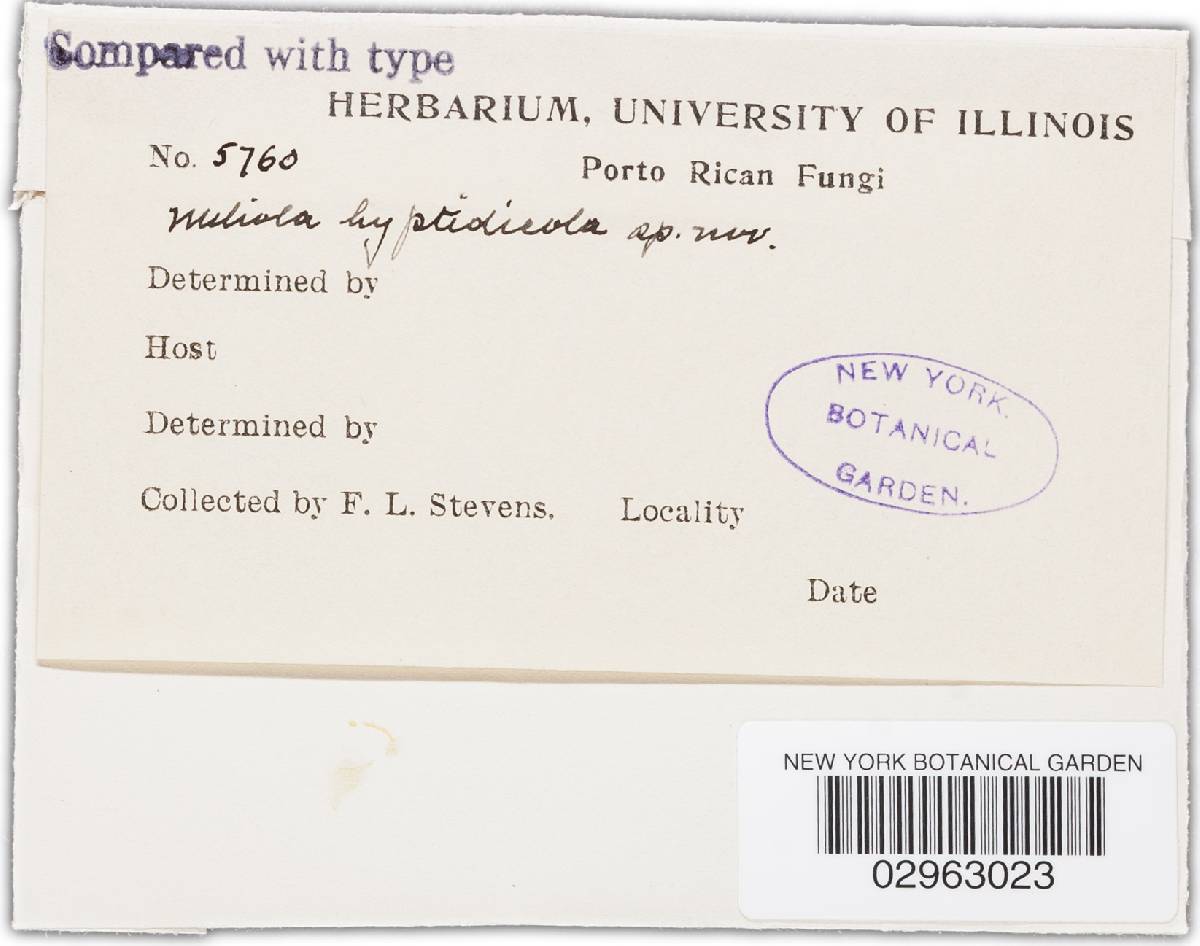 Compared with type
HERBARIUM, UNIVERSITY OF ILLINOIS
No. 5760
Porto Rican Fungi
Meliola hyptidicola sp. nov.
Determined by
Host
Determined by
Collected by F. L. Stevens. Locality
Date
NEW YORK.
BOTANICAL
GARDEN.
NEW YORK BOTANICAL GARDEN
02963023